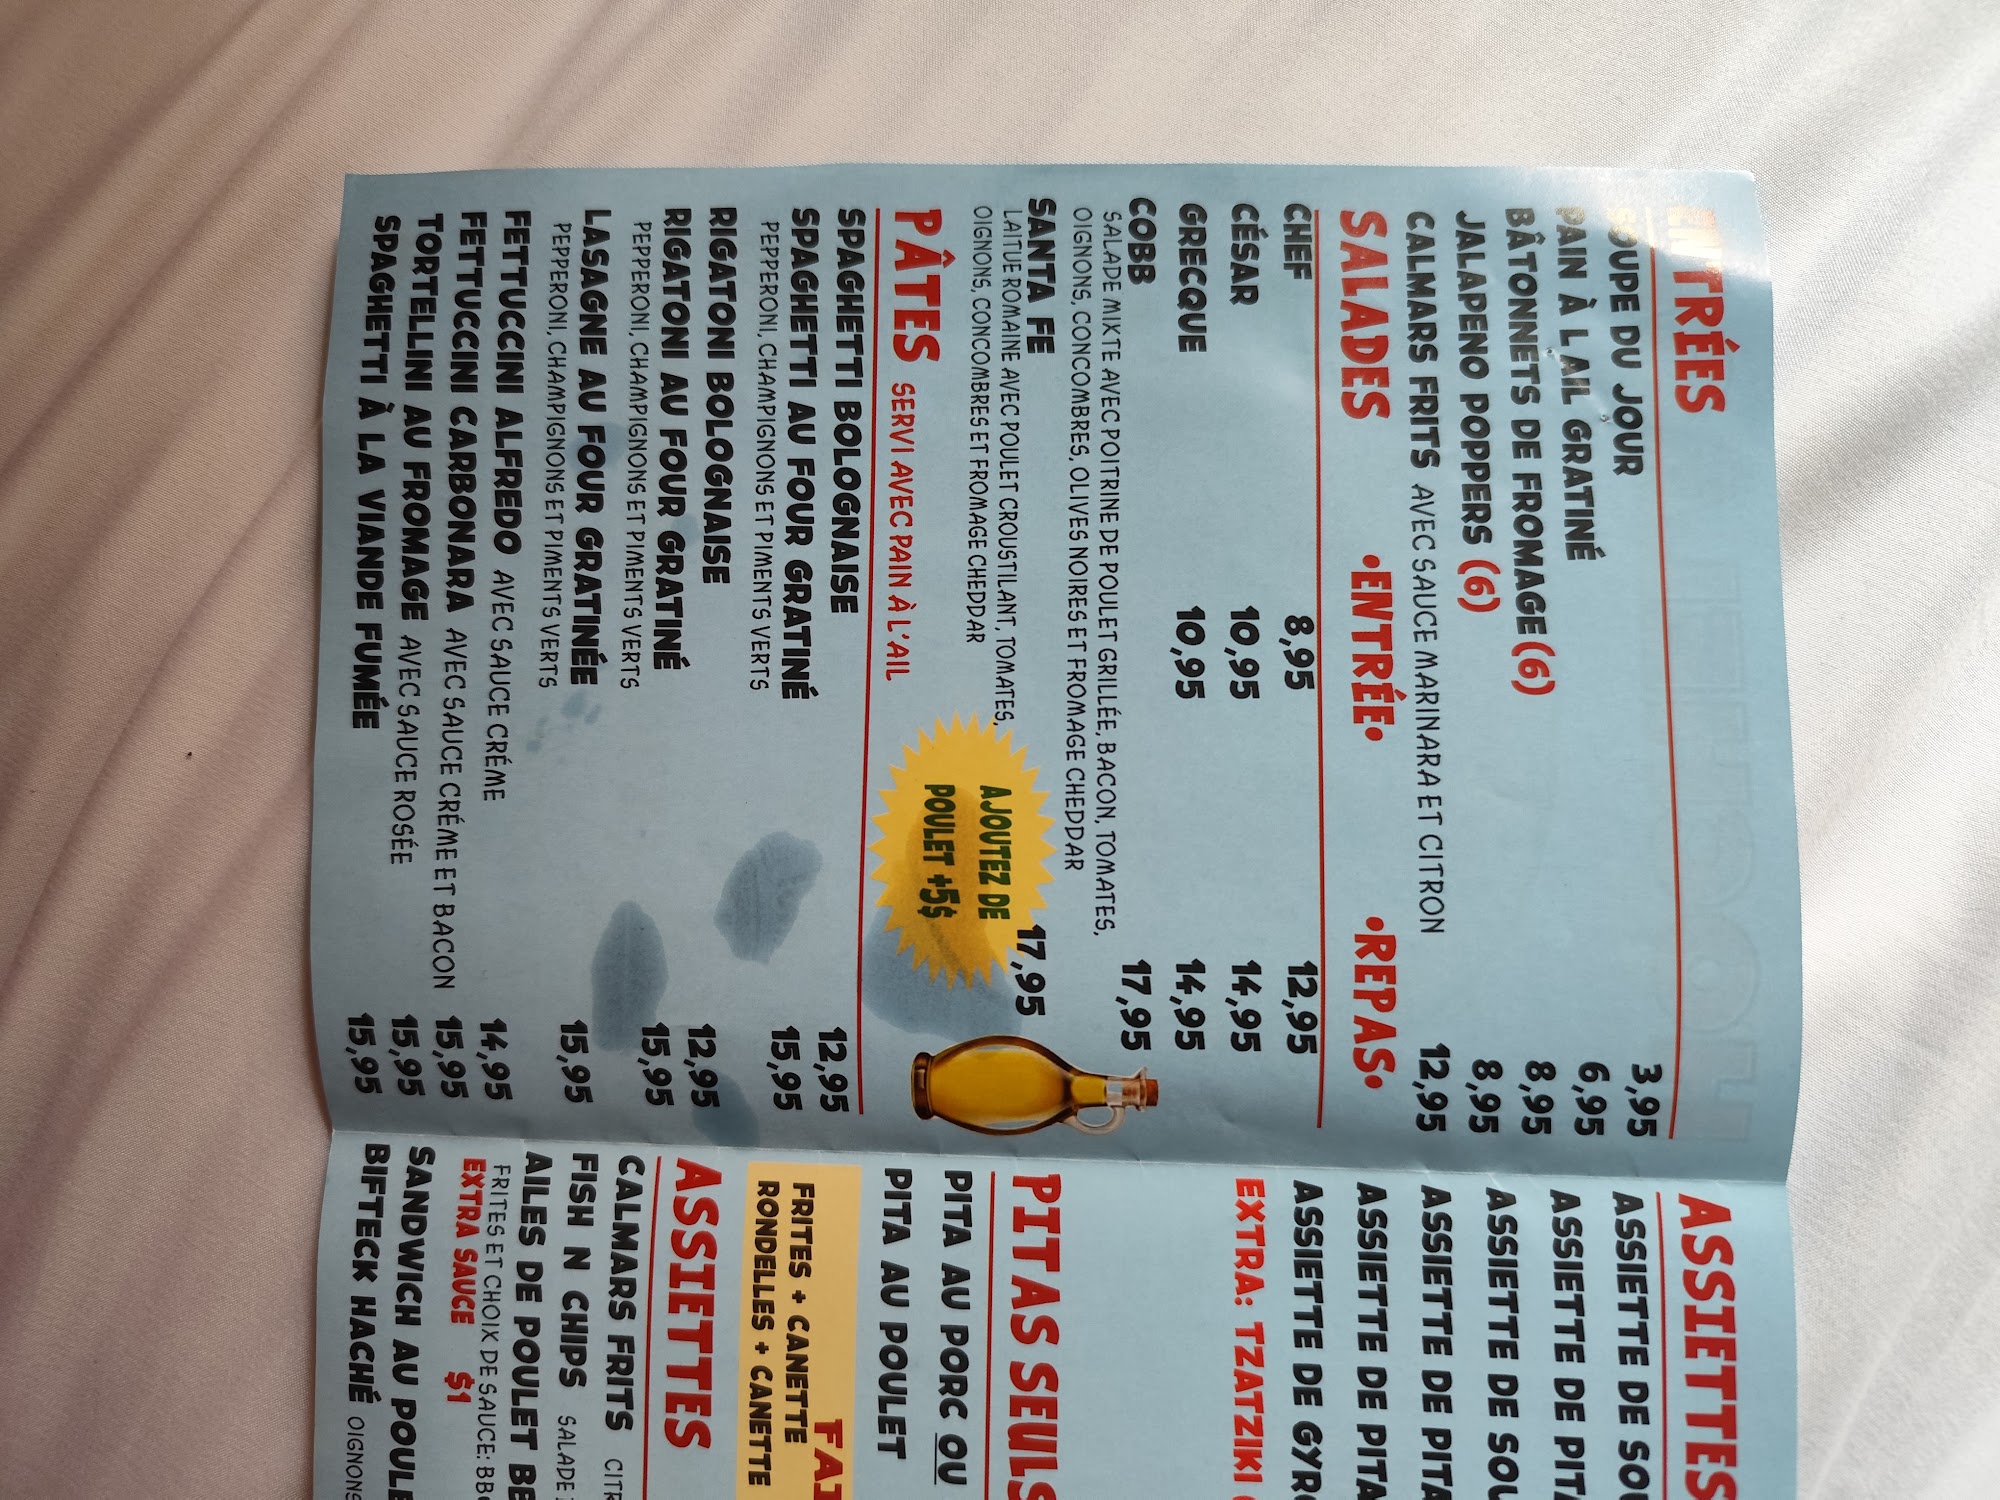 ENTRÉES
SOUPE DU JOUR 3,95
PAIN À L AIL GRATINÉ 6,95
BÂTONNETS DE FROMAGE (6) 8,95
JALAPENO POPPERS (6) 8,95
CALMARS FRITS AVEC SAUCE MARINARA ET CITRON 12,95
SALADES •ENTRÉE• •REPAS•
CHEF 8,95 12,95
CÉSAR 10,95 14,95
GRECQUE 10,95 14,95
COBB 17,95
SALADE MIXTE AVEC POITRINE DE POULET GRILLÉE, BACON, TOMATES,
OIGNONS, CONCOMBRES, OLIVES NOIRES ET FROMAGE CHEDDAR
SANTA FE 17,95
LAITUE ROMAINE AVEC POULET CROUSTILANT, TOMATES,
OIGNONS, CONCOMBRES ET FROMAGE CHEDDAR
AJOUTEZ DE
POULET +5$
PÂTES SERVI AVEC PAIN À L'AIL
SPAGHETTI BOLOGNAISE 12,95
SPAGHETTI AU FOUR GRATINÉ 15,95
PEPPERONI, CHAMPIGNONS ET PIMENTS VERTS
RIGATONI BOLOGNAISE 12,95
RIGATONI AU FOUR GRATINÉ 15,95
PEPPERONI, CHAMPIGNONS ET PIMENTS VERTS
LASAGNE AU FOUR GRATINÉE 15,95
PEPPERONI, CHAMPIGNONS ET PIMENTS VERTS
FETTUCCINI ALFREDO AVEC SAUCE CRÉME 14,95
FETTUCCINI CARBONARA AVEC SAUCE CRÉME ET BACON 15,95
TORTELLINI AU FROMAGE AVEC SAUCE ROSÉE 15,95
SPAGHETTI À LA VIANDE FUMÉE 15,95
ASSIETTES
ASSIETTE DE SOU
ASSIETTE DE PITA
ASSIETTE DE SOU
ASSIETTE DE PITA
ASSIETTE DE PITA
ASSIETTE DE GYRO
EXTRA: TZATZIKI
PITAS SEULS
PITA AU PORC OU
PITA AU POULET
FAI
FRITES + CANETTE
RONDELLES + CANETTE
ASSIETTES
CALMARS FRITS CITR
FISH N CHIPS SALADE
AILES DE POULET BB
FRITES ET CHOIX DE SAUCE: BB
EXTRA SAUCE $1
SANDWICH AU POULE
BIFTECK HACHÉ OIGNONS